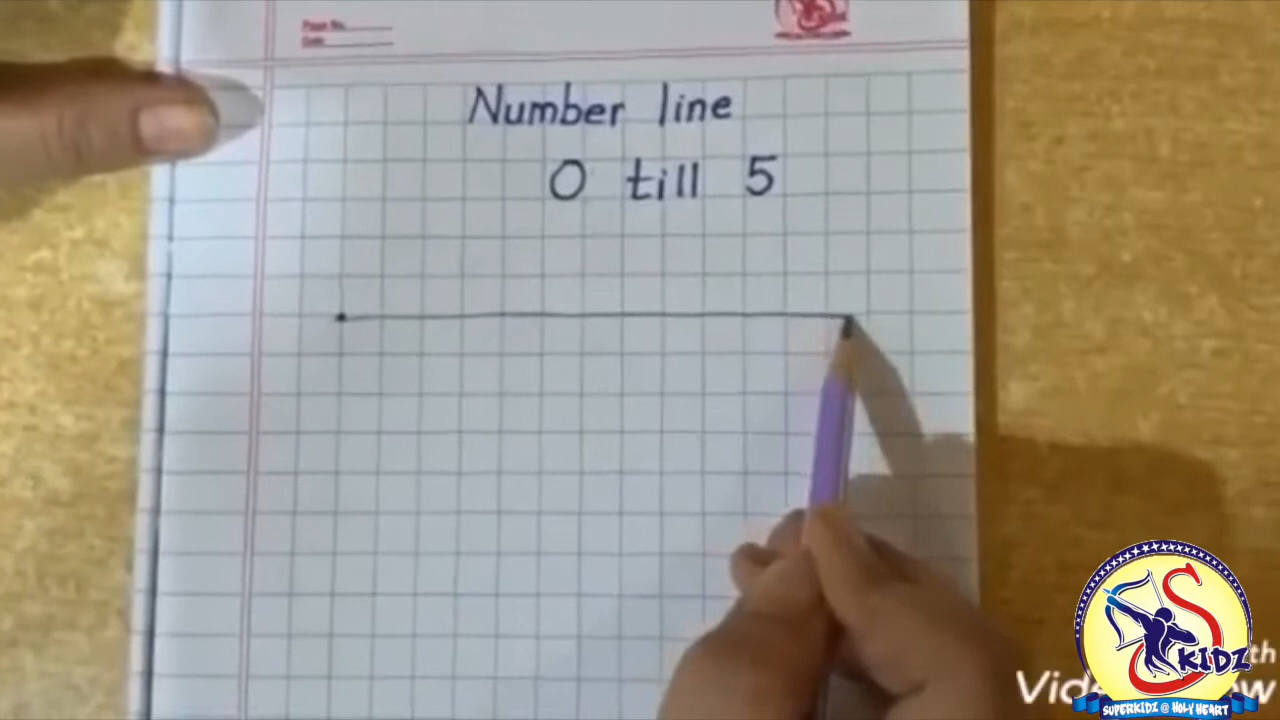 Page No.
Date
Number line
0 till 5
S
KIDZ
SUPERKIDZ @ HOLY HEART